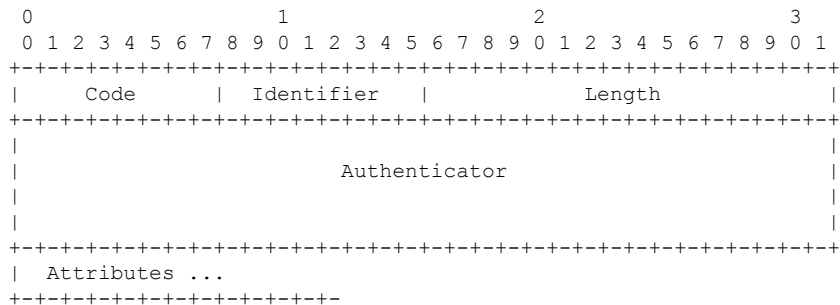 0                   1                   2                   3
 0 1 2 3 4 5 6 7 8 9 0 1 2 3 4 5 6 7 8 9 0 1 2 3 4 5 6 7 8 9 0 1
+-+-+-+-+-+-+-+-+-+-+-+-+-+-+-+-+-+-+-+-+-+-+-+-+-+-+-+-+-+-+-+-+
|     Code      |  Identifier   |            Length             |
+-+-+-+-+-+-+-+-+-+-+-+-+-+-+-+-+-+-+-+-+-+-+-+-+-+-+-+-+-+-+-+-+
|                                                               |
|                         Authenticator                         |
|                                                               |
|                                                               |
+-+-+-+-+-+-+-+-+-+-+-+-+-+-+-+-+-+-+-+-+-+-+-+-+-+-+-+-+-+-+-+-+
|  Attributes ...
+-+-+-+-+-+-+-+-+-+-+-+-+-